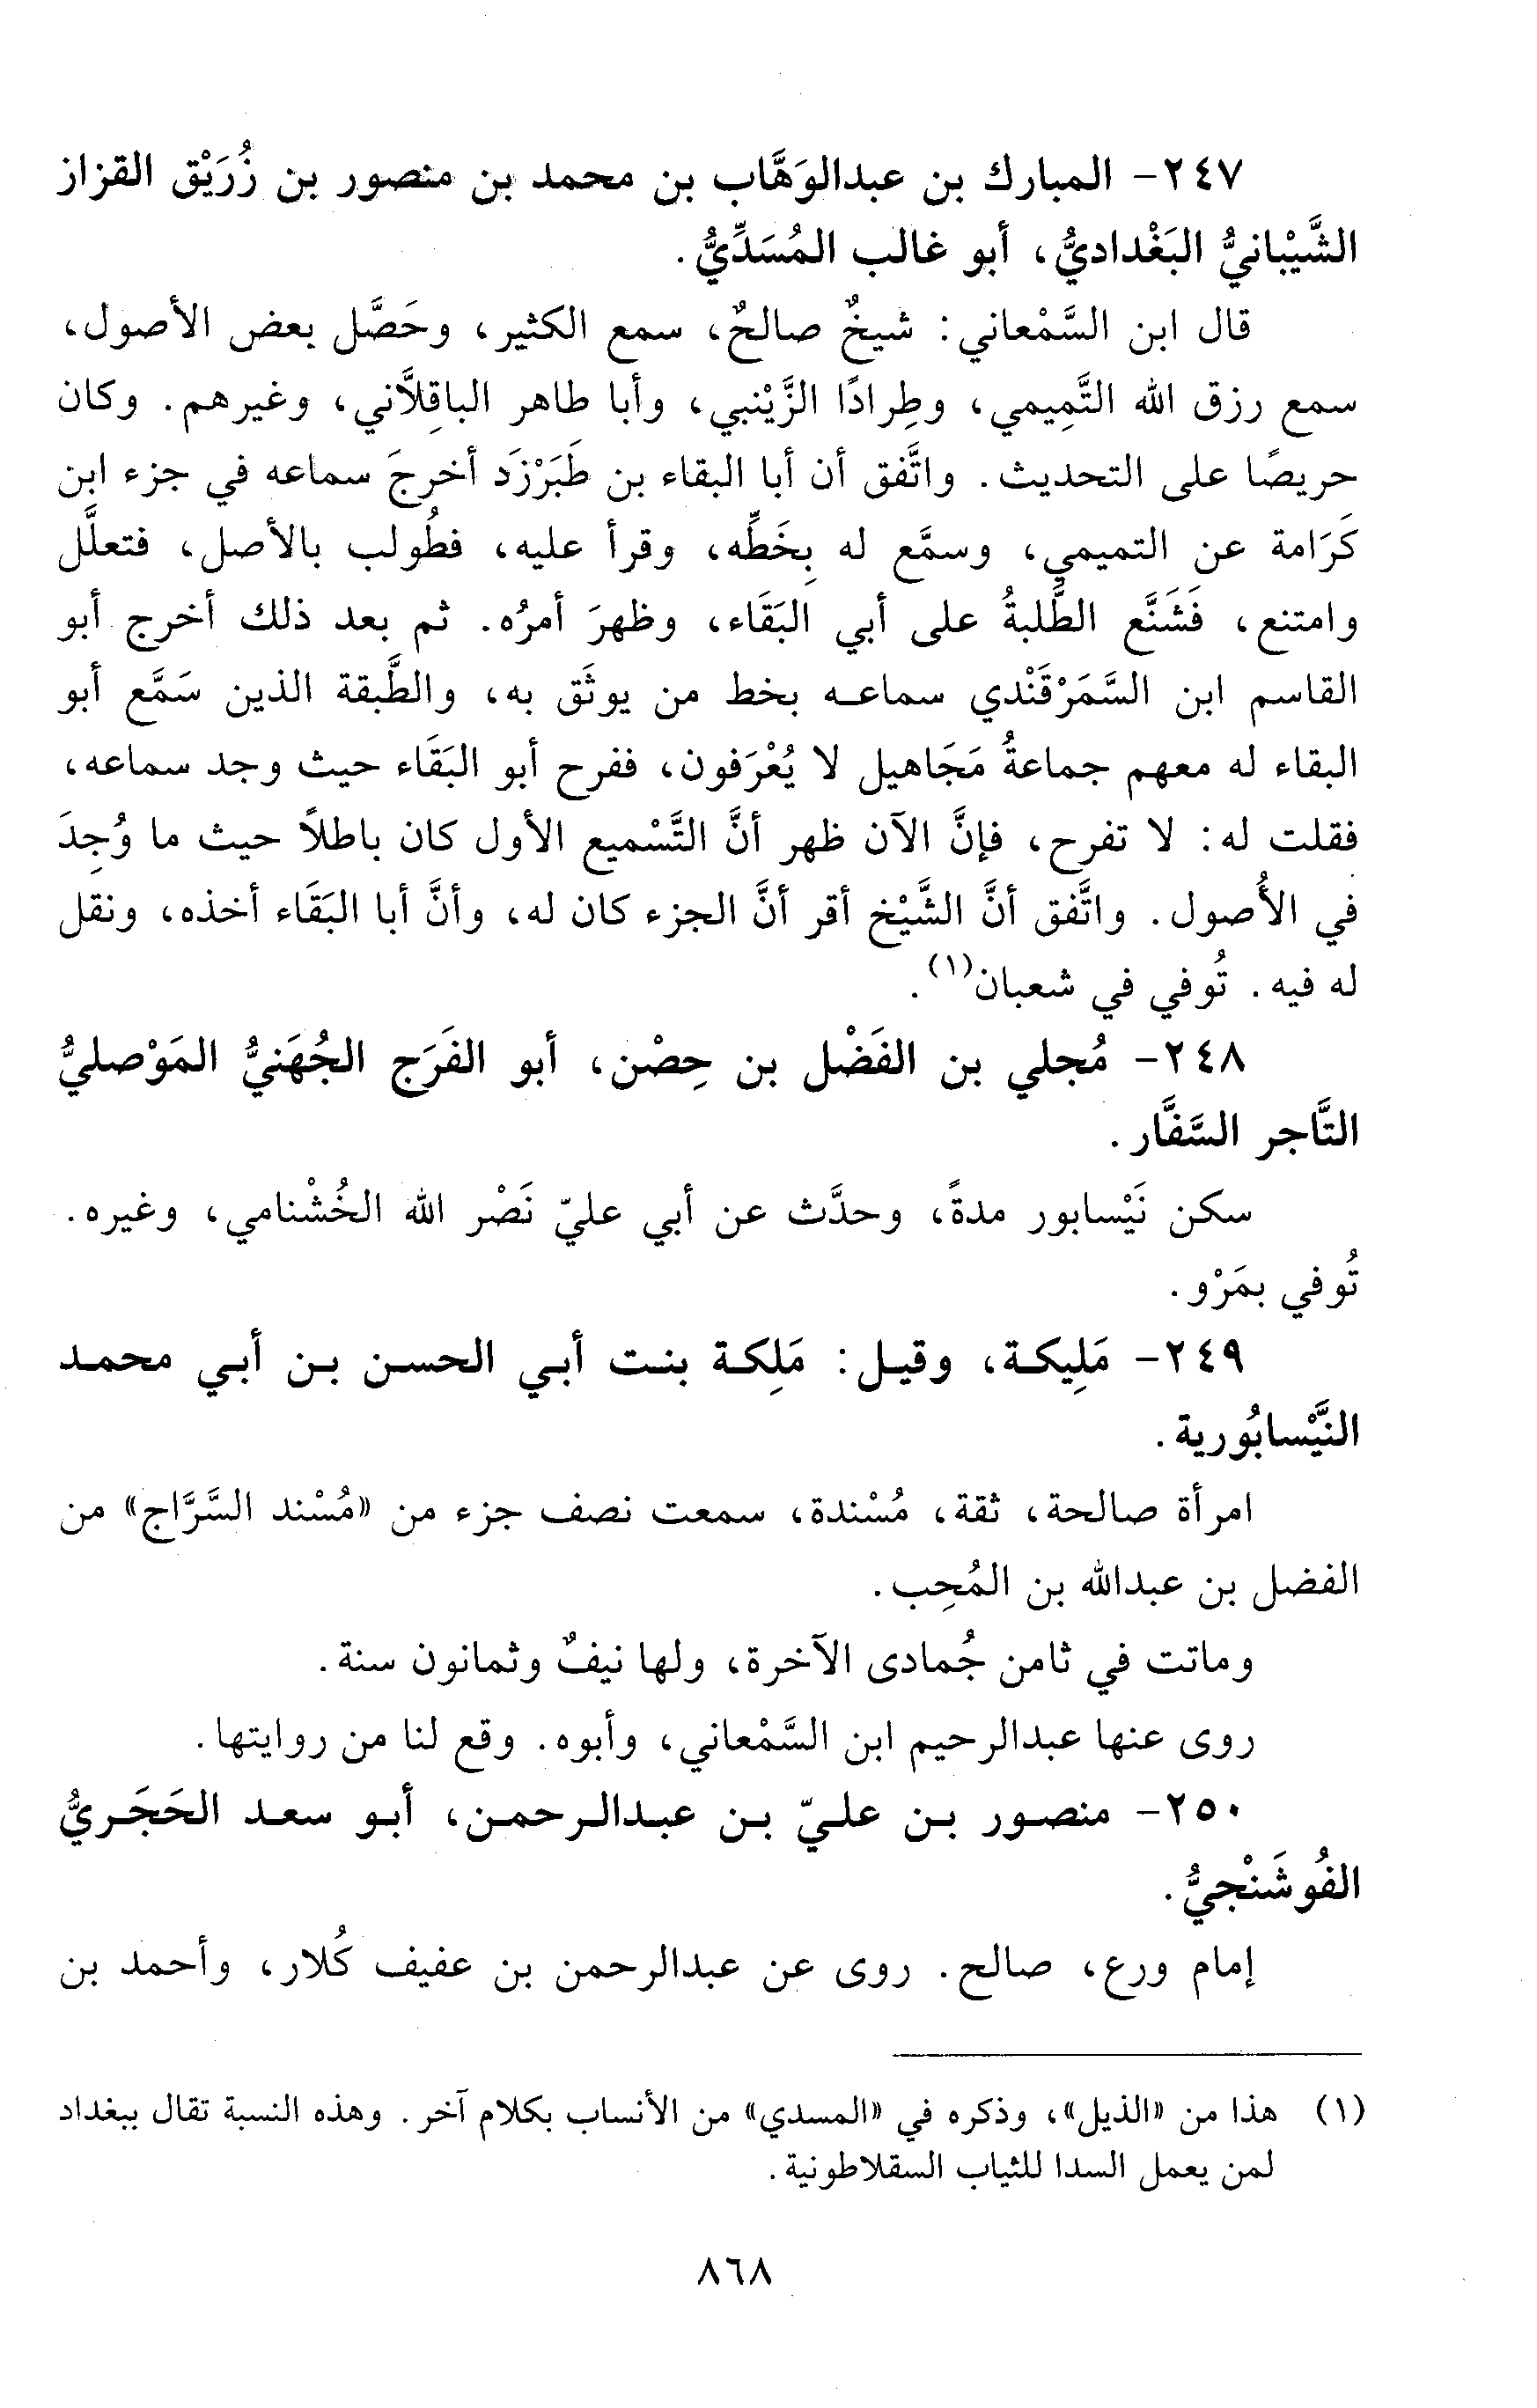 ٢٤٧- المبارك بن عبدالوَهَّاب بن محمد بن منصور بن زُرَيْق القزاز
الشَّيْبانيُّ البَغْداديُّ، أبو غالب المُسَدِّيُّ.
قال ابن السَّمْعاني: شيخٌ صالحٌ، سمع الكثير، وحَصَّل بعض الأصول،
سمع رزق الله التَّمِيمي، وطِرادًا الزَّيْنبي، وأبا طاهر الباقِلاَّني، وغيرهم. وكان
حريصًا على التحديث. واتَّفق أن أبا البقاء بن طَبَرْزَد أخرجَ سماعه في جزء ابن
كَرَامة عن التميمي، وسمَّع له بِخَطِّه، وقرأ عليه، فطُولب بالأصل، فتعلَّل
وامتنع، فَشَنَّع الطَّلبةُ على أبي البَقَاء، وظهرَ أمرُه. ثم بعد ذلك أخرج أبو
القاسم ابن السَّمَرْقَنْدي سماعه بخط من يوثَق به، والطَّبقة الذين سَمَّع أبو
البقاء له معهم جماعةُ مَجَاهيل لا يُعْرَفون، ففرح أبو البَقَاء حيث وجد سماعه،
فقلت له: لا تفرح، فإنَّ الآن ظهر أنَّ التَّسْميع الأول كان باطلاً حيث ما وُجِدَ
في الأُصول. واتَّفق أنَّ الشَّيْخ أقر أنَّ الجزء كان له، وأنَّ أبا البَقَاء أخذه، ونقل
له فيه. تُوفي في شعبان(١).
٢٤٨- مُجلي بن الفَضْل بن حِصْن، أبو الفَرَج الجُهَنيُّ المَوْصليُّ
التَّاجر السَّفَّار.
سكن نَيْسابور مدةً، وحدَّث عن أبي عليّ نَصْر الله الخُشْنامي، وغيره.
تُوفي بمَرْو.
٢٤٩- مَلِيكة، وقيل: مَلِكة بنت أبي الحسن بن أبي محمد
النَّيْسابُورية.
امرأة صالحة، ثقة، مُسْندة، سمعت نصف جزء من «مُسْند السَّرَّاج» من
الفضل بن عبدالله بن المُحِب.
وماتت في ثامن جُمادى الآخرة، ولها نيفٌ وثمانون سنة.
روى عنها عبدالرحيم ابن السَّمْعاني، وأبوه. وقع لنا من روايتها.
٢٥٠- منصور بن عليّ بن عبدالرحمن، أبو سعد الحَجَريُّ
الفُوشَنْجيُّ.
إمام ورع، صالح. روى عن عبدالرحمن بن عفيف كُلار، وأحمد بن
(١) هذا من «الذيل»، وذكره في «المسدي» من الأنساب بكلام آخر. وهذه النسبة تقال ببغداد
لمن يعمل السدا للثياب السقلاطونية.
٨٦٨